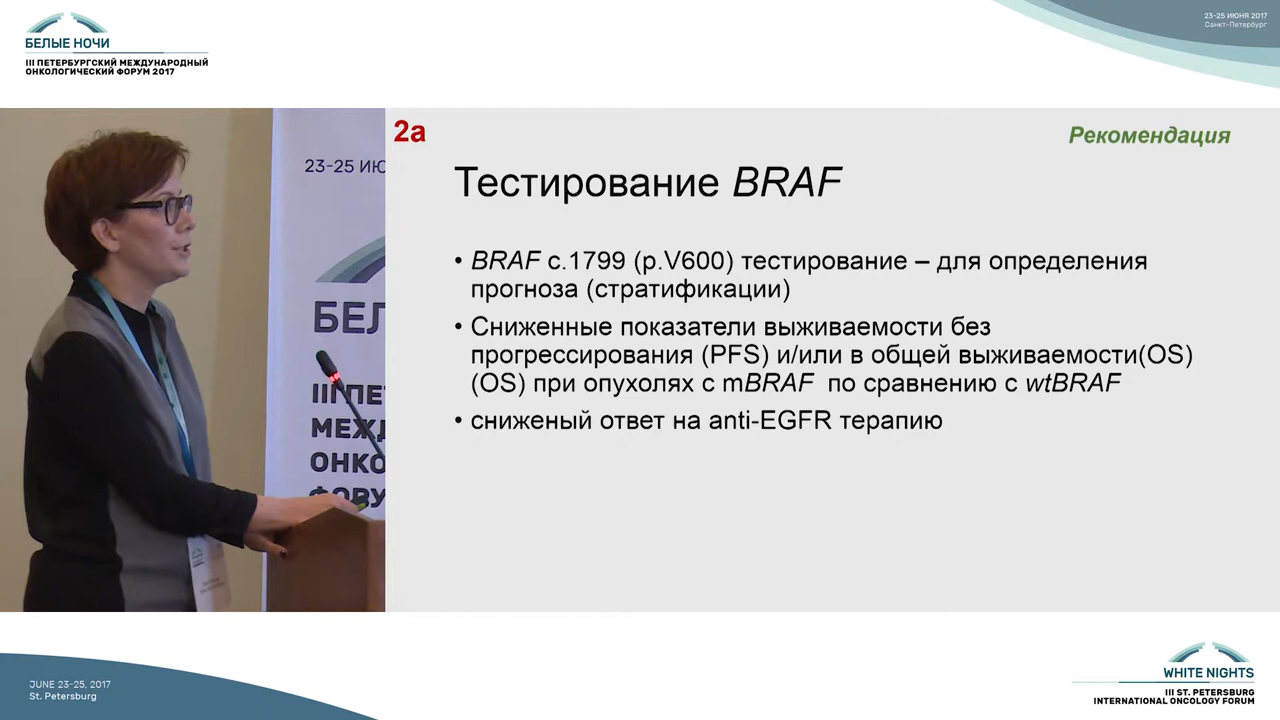 БЕЛЫЕ НОЧИ
III ПЕТЕРБУРГСКИЙ МЕЖДУНАРОДНЫЙ
ОНКОЛОГИЧЕСКИЙ ФОРУМ 2017
23-25 ИЮНЯ 2017
Санкт-Петербург
23-25 ИЮ
БЕЛ
III ПЕ
МЕЖД
ОНКО
ФОРУ
2a
Рекомендация
Тестирование BRAF
• BRAF c.1799 (p.V600) тестирование – для определения
прогноза (стратификации)
• Сниженные показатели выживаемости без
прогрессирования (PFS) и/или в общей выживаемости(OS)
(OS) при опухолях с mBRAF по сравнению с wtBRAF
• сниженый ответ на anti-EGFR терапию
JUNE 23-25, 2017
St. Petersburg
WHITE NIGHTS
III ST. PETERSBURG
INTERNATIONAL ONCOLOGY FORUM